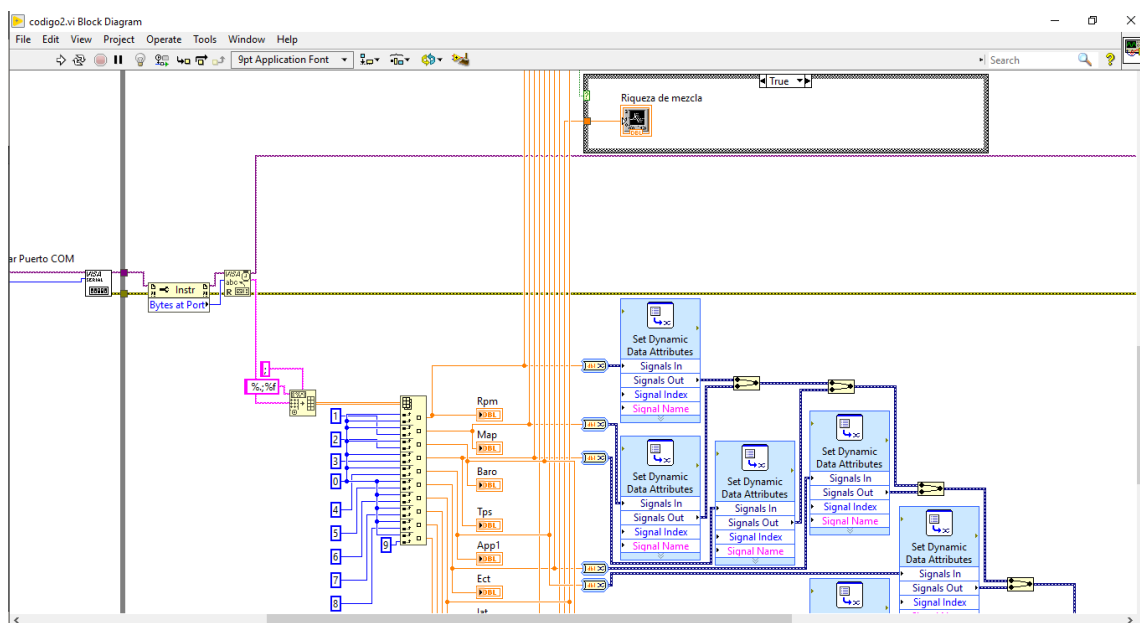 codigo2.vi Block Diagram
File Edit View Project Operate Tools Window Help
9pt Application Font
Search
True
Riqueza de mezcla
DBL
ar Puerto COM
VISA
SERIAL
Instr
Bytes at Port
VISA
abc
R
;
%.;%f
1
2
3
0
4
5
6
7
8
9
Rpm
DBL
Map
DBL
Baro
DBL
Tps
DBL
App1
DBL
Ect
DBL
Iat
Set Dynamic
Data Attributes
Signals In
Signals Out
Signal Index
Signal Name
Set Dynamic
Data Attributes
Signals In
Signals Out
Signal Index
Signal Name
Set Dynamic
Data Attributes
Signals In
Signals Out
Signal Index
Signal Name
Set Dynamic
Data Attributes
Signals In
Signals Out
Signal Index
Signal Name
Set Dynamic
Data Attributes
Signals In
Signals Out
Signal Index